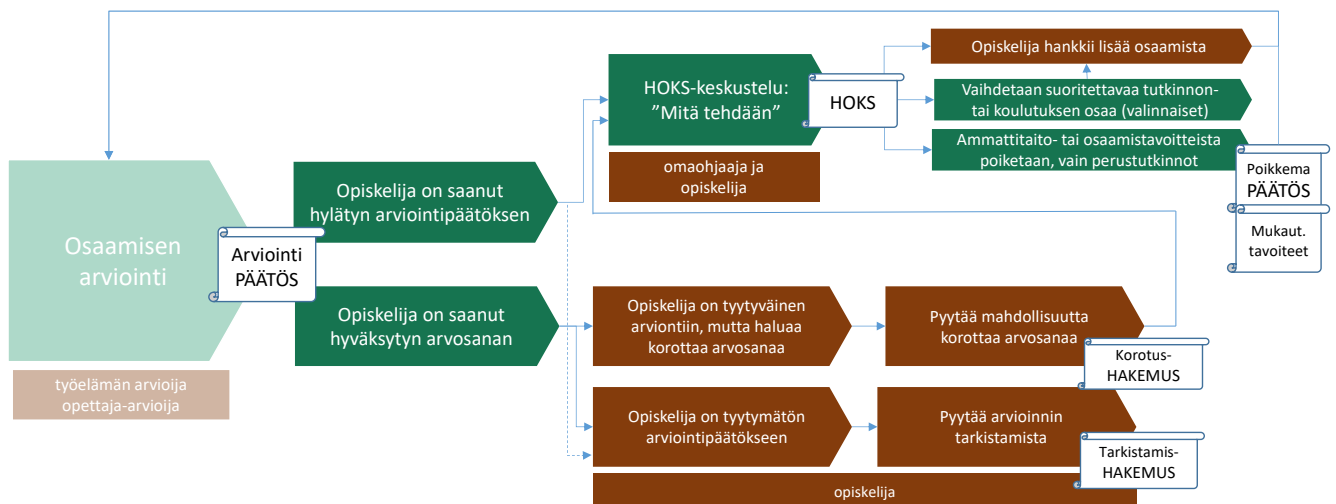 Osaamisen
arviointi
työelämän arvioija
opettaja-arvioija
Arviointi
PÄÄTÖS
Opiskelija on saanut
hylätyn arviointipäätöksen
Opiskelija on saanut
hyväksytyn arvosanan
HOKS-keskustelu:
”Mitä tehdään”
omaohjaaja ja
opiskelija
HOKS
Opiskelija hankkii lisää osaamista
Vaihdetaan suoritettavaa tutkinnon-
tai koulutuksen osaa (valinnaiset)
Ammattitaito- tai osaamistavoitteista
poiketaan, vain perustutkinnot
Poikkema
PÄÄTÖS
Mukaut.
tavoiteet
Opiskelija on tyytyväinen
arviontiin, mutta haluaa
korottaa arvosanaa
Pyytää mahdollisuutta
korottaa arvosanaa
Korotus-
HAKEMUS
Opiskelija on tyytymätön
arviointipäätökseen
Pyytää arvioinnin
tarkistamista
Tarkistamis-
HAKEMUS
opiskelija